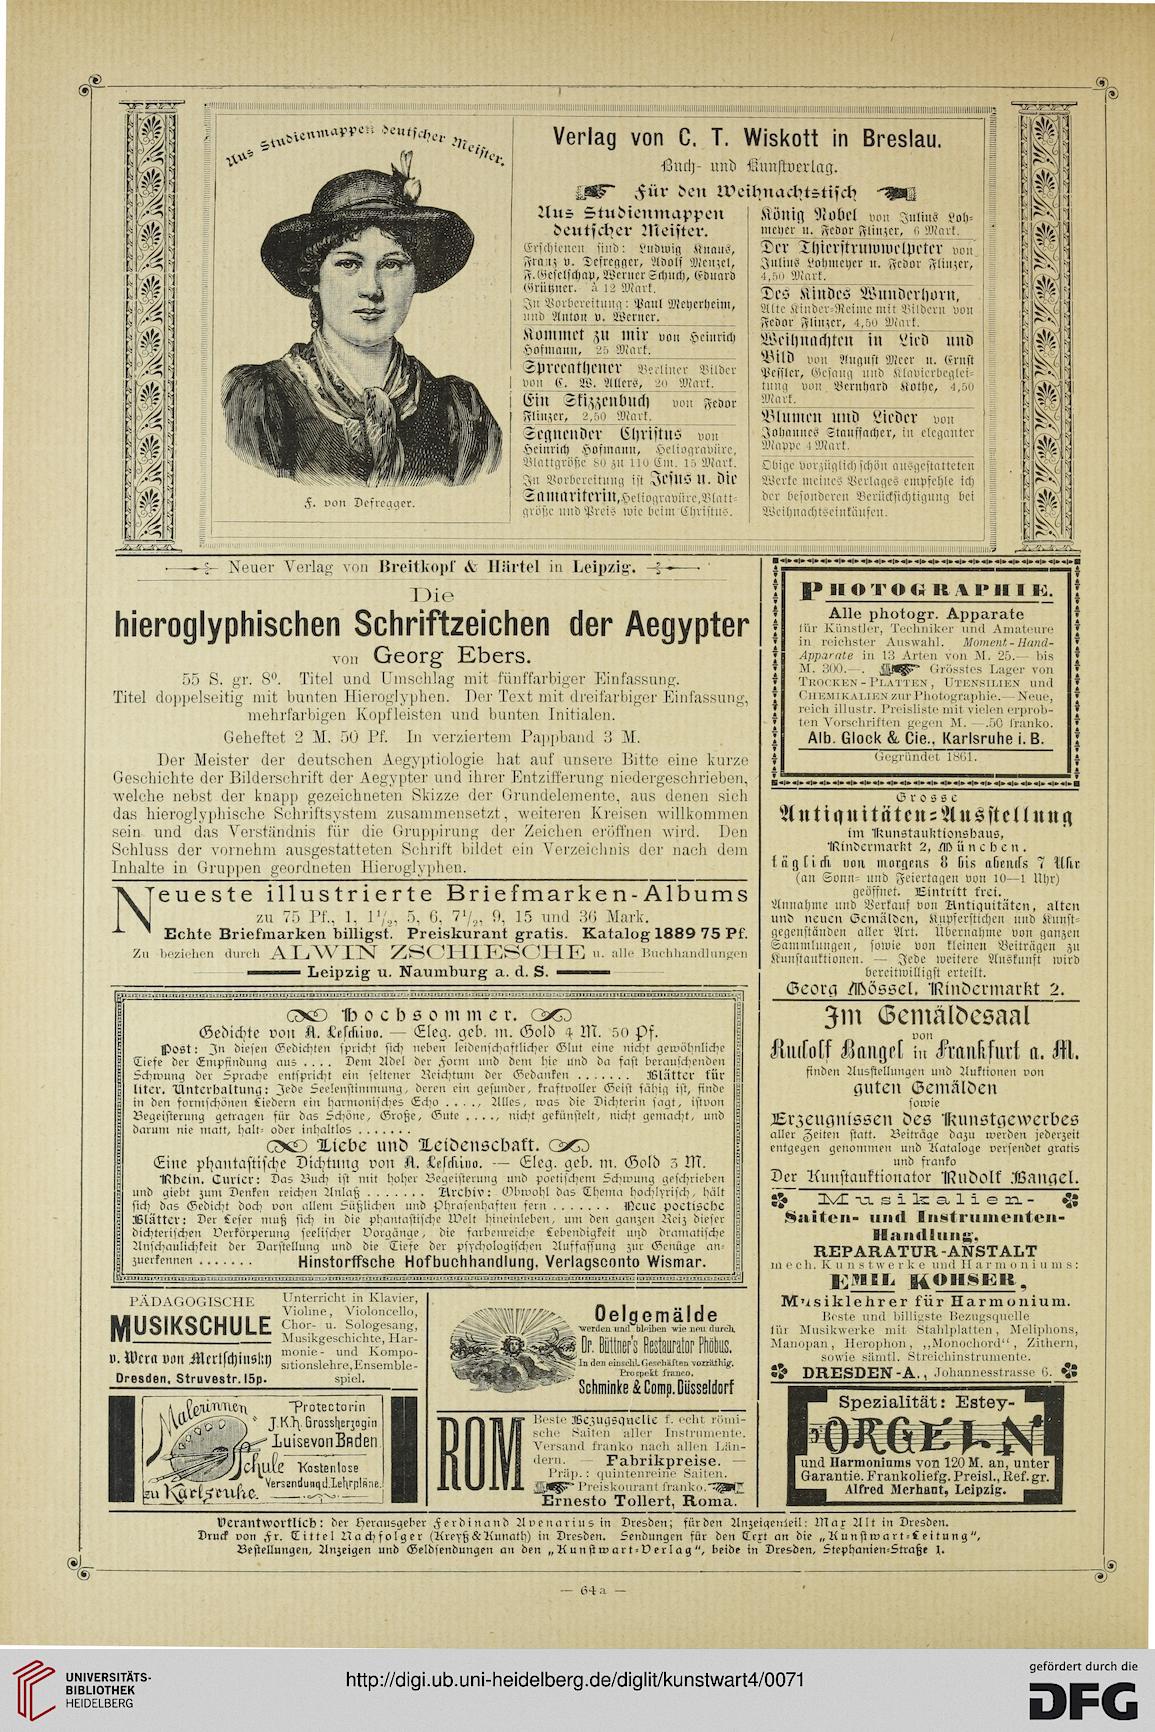 Aus Studienmappen deutscher Meister.
F. von Defregger.
Verlag von C. T. Wiskott in Breslau.
Buch- und Kunstverlag.
Für den Weihnachtstisch
Aus Studienmappen
deutscher Meister.
Erschienen sind: Ludwig Knaus,
Franz v. Defregger, Adolf Menzel,
F. Geselschap, Werner Schuch, Eduard
Grützner. à 12 Mark.
In Vorbereitung: Paul Meyerheim,
und Anton v. Werner.
Kommet zu mir von Heinrich
Hofmann, 25 Mark.
Spreeathener Berliner Bilder
von C. W. Allers, 20 Mark.
Ein Skizzenbuch von Fedor
Flinzer, 2,50 Mark.
Segnender Christus von
Heinrich Hofmann, Heliogravüre,
Blattgröße 80 zu 110 Cm. 15 Mark.
In Vorbereitung ist Jesus u. die
Samariterin, Heliogravüre, Blatt-
größe und Preis wie beim Christus.
König Nobel von Julius Loh-
meyer u. Fedor Flinzer, 6 Mark.
Der Thierstruwwelpeter von
Julius Lohmeyer u. Fedor Flinzer,
4,50 Mark.
Des Kindes Wunderhorn,
Alte Kinder-Reime mit Bildern von
Fedor Flinzer, 4,50 Mark.
Weihnachten in Lied und
Bild von August Meer u. Ernst
Peßler, Gesang und Klavierbeglei-
tung von Bernhard Kothe, 4,50
Mark.
Blumen und Lieder von
Johannes Stauffacher, in eleganter
Mappe 4 Mark.
Obige vorzüglich schön ausgestatteten
Werke meines Verlages empfehle ich
der besonderen Berücksichtigung bei
Weihnachtseinkäufen.
Neuer Verlag von Breitkopf & Härtel in Leipzig.
Die
hieroglyphischen Schriftzeichen der Aegypter
von Georg Ebers.
55 S. gr. 8º. Titel und Umschlag mit fünffarbiger Einfassung.
Titel doppelseitig mit bunten Hieroglyphen. Der Text mit dreifarbiger Einfassung,
mehrfarbigen Kopfleisten und bunten Initialen.
Geheftet 2 M. 50 Pf. In verziertem Pappband 3 M.
Der Meister der deutschen Aegyptiologie hat auf unsere Bitte eine kurze
Geschichte der Bilderschrift der Aegypter und ihrer Entzifferung niedergeschrieben,
welche nebst der knapp gezeichneten Skizze der Grundelemente, aus denen sich
das hieroglyphische Schriftsystem zusammensetzt, weiteren Kreisen willkommen
sein und das Verständnis für die Gruppirung der Zeichen eröffnen wird. Den
Schluss der vornehm ausgestatteten Schrift bildet ein Verzeichnis der nach dem
Inhalte in Gruppen geordneten Hieroglyphen.
Neueste illustrierte Briefmarken-Albums
zu 75 Pf., 1, 1½, 5, 6, 7½, 9, 15 und 36 Mark.
Echte Briefmarken billigst. Preiskurant gratis. Katalog 1889 75 Pf.
Zu beziehen durch ALWIN ZSCHIESCHE u. alle Buchhandlungen
Leipzig u. Naumburg a. d. S.
Hochsommer.
Gedichte von A. Leschivo. — Eleg. geb. m. Gold 4 M. 50 Pf.
Post: In diesen Gedichten spricht sich neben leidenschaftlicher Glut eine nicht gewöhnliche
Tiefe der Empfindung aus . . . . Dem Adel der Form und dem hie und da fast berauschenden
Schwung der Sprache entspricht ein seltener Reichtum der Gedanken . . . . . . . Blätter für
liter. Unterhaltung: Jede Seelenstimmung, deren ein gesunder, kraftvoller Geist fähig ist, finde
in den formschönen Liedern ein harmonisches Echo . . . ., Alles, was die Dichterin sagt, ist von
Begeisterung getragen für das Schöne, Große, Gute . . . ., nicht gekünstelt, nicht gemacht, und
darum nie matt, halt- oder inhaltlos . . . . . . .
Liebe und Leidenschaft.
Eine phantastische Dichtung von A. Leschivo. — Eleg. geb. m. Gold 3 M.
Rhein. Curier: Das Buch ist mit hoher Begeisterung und poetischem Schwung geschrieben
und giebt zum Denken reichen Anlaß . . . . . . . Archiv: Obwohl das Thema hochlyrisch, hält
sich das Gedicht doch von allem Süßlichen und Phrasenhaften fern . . . . . . . Neue poetische
Blätter: Der Leser muß sich in die phantastische Welt hineinleben, um den ganzen Reiz dieser
dichterischen Verkörperung seelischer Vorgänge, die farbenreiche Lebendigkeit und dramatische
Anschaulichkeit der Darstellung und die Tiefe der psychologischen Auffassung zur Genüge an-
zuerkennen . . . . . . . Hinstorffsche Hofbuchhandlung, Verlagsconto Wismar.
PÄDAGOGISCHE
MUSIKSCHULE
v. Wera von Mertschinsky
Dresden, Struvestr. 15p.
Unterricht in Klavier,
Violine, Violoncello,
Chor- u. Sologesang,
Musikgeschichte, Har-
monie- und Kompo-
sitionslehre, Ensemble-
spiel.
Malerinnen
Schule
zu Karlsruhe.
Protectorin
J.K.h. Grossherzogin
Luise von Baden
Kostenlose
Versendung d. Lehrpläne.
Oelgemälde
werden und bleiben wie neu durch
Dr. Büttner's Restaurator Phöbus.
In den einschl. Geschäften vorräthig.
Prospekt franco.
Schminke & Comp. Düsseldorf
ROM
Beste Bezugsquelle f. echt römi-
sche Saiten aller Instrumente.
Versand franko nach allen Län-
dern. Fabrikpreise. —
Präp.: quintenreine Saiten.
Preiskourant franko.
Ernesto Tollert, Roma.
PHOTOGRAPHIE.
Alle photogr. Apparate
für Künstler, Techniker und Amateure
in reichster Auswahl. Moment-Hand-
Apparate in 13 Arten von M. 25.— bis
M. 300.—. Grösstes Lager von
TROCKEN-PLATTEN, UTENSILIEN und
CHEMIKALIEN zur Photographie.— Neue,
reich illustr. Preisliste mit vielen erprob-
ten Vorschriften gegen M. —.50 franko.
Alb. Glock & Cie., Karlsruhe i. B.
Gegründet 1861.
Grosse
Antiquitäten-Ausstellung
im Kunstauktionshaus,
Rindermarkt 2, München.
täglich von morgens 8 bis abends 7 Uhr
(an Sonn- und Feiertagen von 10—1 Uhr)
geöffnet. Eintritt frei.
Annahme und Verkauf von Antiquitäten, alten
und neuen Gemälden, Kupferstichen und Kunst-
gegenständen aller Art. Übernahme von ganzen
Sammlungen, sowie von kleinen Beiträgen zu
Kunstauktionen. — Jede weitere Auskunft wird
bereitwilligst erteilt.
Georg Mössel, Rindermarkt 2.
Im Gemäldesaal
von
Rudolf Bangel in Frankfurt a. M.
finden Ausstellungen und Auktionen von
guten Gemälden
sowie
Erzeugnissen des Kunstgewerbes
aller Zeiten statt. Beiträge dazu werden jederzeit
entgegen genommen und Kataloge versendet gratis
und franko
Der Kunstauktionator Rudolf Bangel.
Musikalien-
Saiten- und Instrumenten-
Handlung,
REPARATUR-ANSTALT
mech. Kunstwerke und Harmoniums:
EMIL KOHSER,
Musiklehrer für Harmonium.
Beste und billigste Bezugsquelle
für Musikwerke mit Stahlplatten, Meliphons,
Manopan, Herophon, „Monochord“, Zithern,
sowie sämtl. Streichinstrumente.
DRESDEN-A., Johannesstrasse 6.
Spezialität: Estey-
ORGELN
und Harmoniums von 120 M. an, unter
Garantie. Frankoliefg. Preisl., Ref. gr.
Alfred Merhaut, Leipzig.
Verantwortlich: der Herausgeber Ferdinand Avenarius in Dresden; für den Anzeigenteil: Max Alt in Dresden.
Druck von Fr. Tittel Nachfolger (Kreyß & Kunath) in Dresden. Sendungen für den Text an die „Kunstwart-Leitung“,
Bestellungen, Anzeigen und Geldsendungen an den „Kunstwart-Verlag“, beide in Dresden, Stephanien-Straße 1.
— 64a —
UNIVERSITÄTS-
BIBLIOTHEK
HEIDELBERG
http://digi.ub.uni-heidelberg.de/diglit/kunstwart4/0071
gefördert durch die
DFG